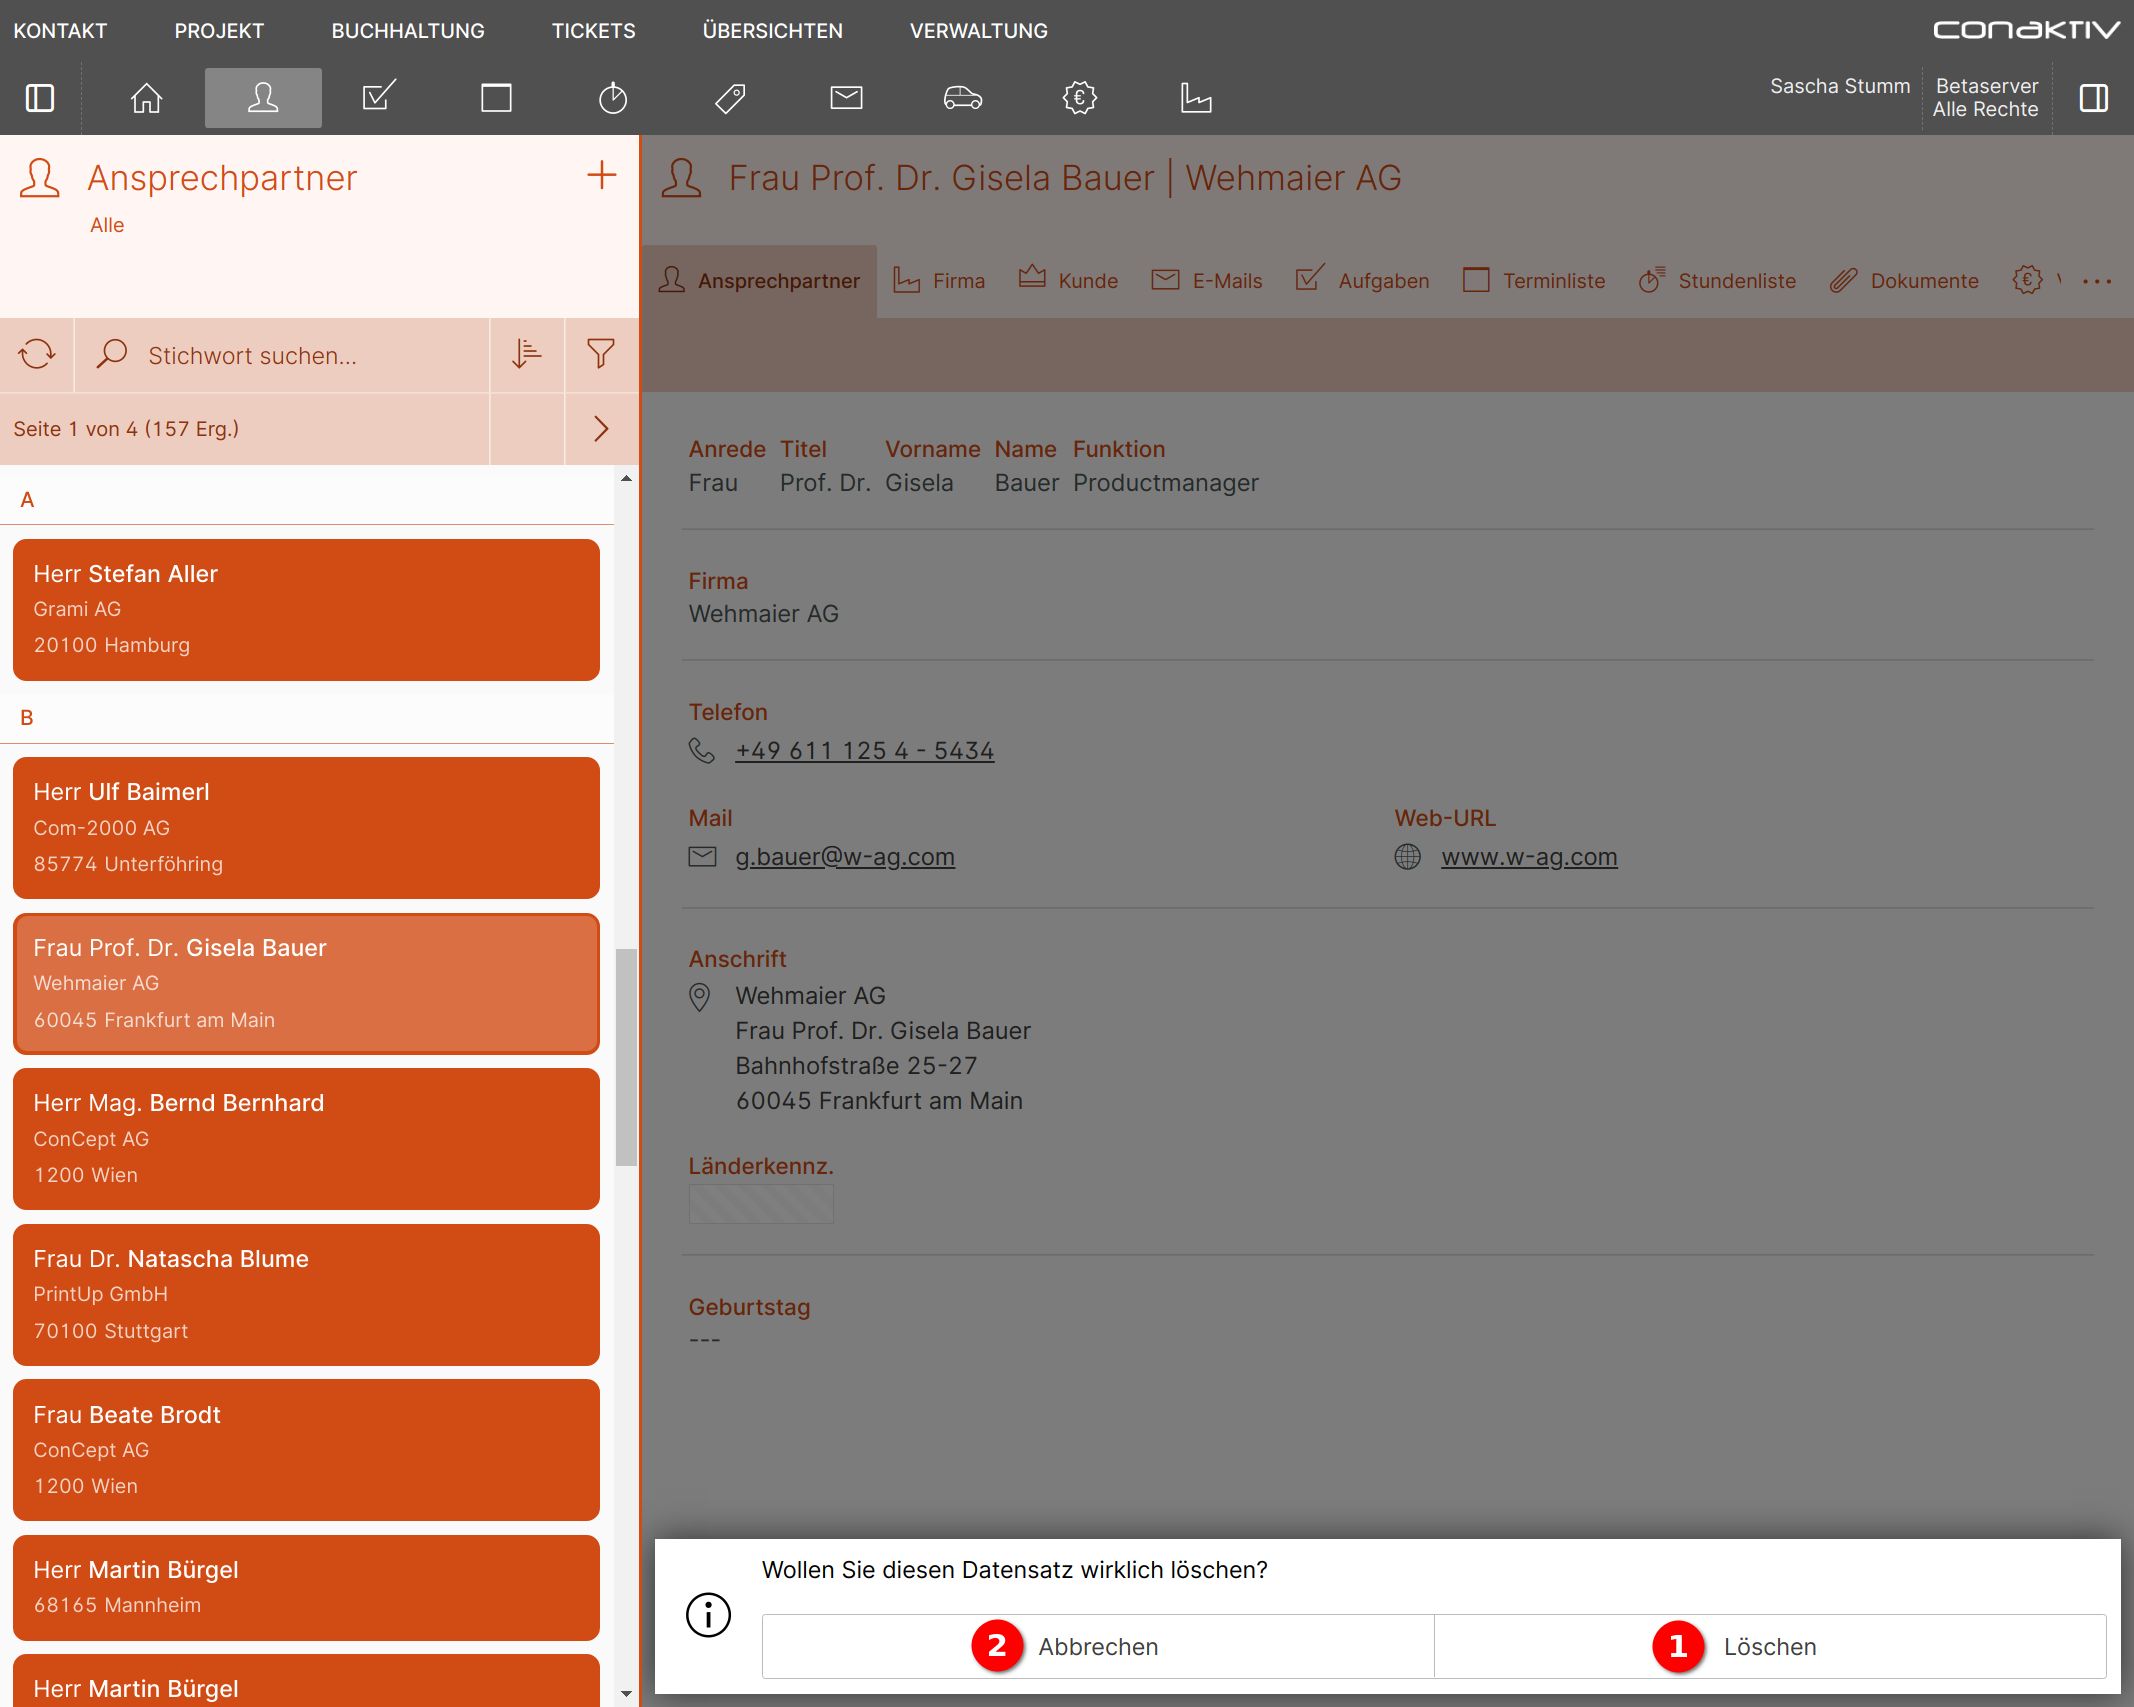 KONTAKT PROJEKT BUCHHALTUNG TICKETS ÜBERSICHTEN VERWALTUNG
conaktiv
Sascha Stumm
Betaserver
Alle Rechte
Ansprechpartner
Alle
Stichwort suchen...
Seite 1 von 4 (157 Erg.)
A
Herr Stefan Aller
Grami AG
20100 Hamburg
B
Herr Ulf Baimerl
Com-2000 AG
85774 Unterföhring
Frau Prof. Dr. Gisela Bauer
Wehmaier AG
60045 Frankfurt am Main
Herr Mag. Bernd Bernhard
ConCept AG
1200 Wien
Frau Dr. Natascha Blume
PrintUp GmbH
70100 Stuttgart
Frau Beate Brodt
ConCept AG
1200 Wien
Herr Martin Bürgel
68165 Mannheim
Herr Martin Bürgel
Frau Prof. Dr. Gisela Bauer | Wehmaier AG
Ansprechpartner Firma Kunde E-Mails Aufgaben Terminliste Stundenliste Dokumente ...
Anrede Titel Vorname Name Funktion
Frau Prof. Dr. Gisela Bauer Productmanager
Firma
Wehmaier AG
Telefon
+49 611 125 4 - 5434
Mail Web-URL
g.bauer@w-ag.com www.w-ag.com
Anschrift
Wehmaier AG
Frau Prof. Dr. Gisela Bauer
Bahnhofstraße 25-27
60045 Frankfurt am Main
Länderkennz.
Geburtstag
---
Wollen Sie diesen Datensatz wirklich löschen?
2 Abbrechen 1 Löschen